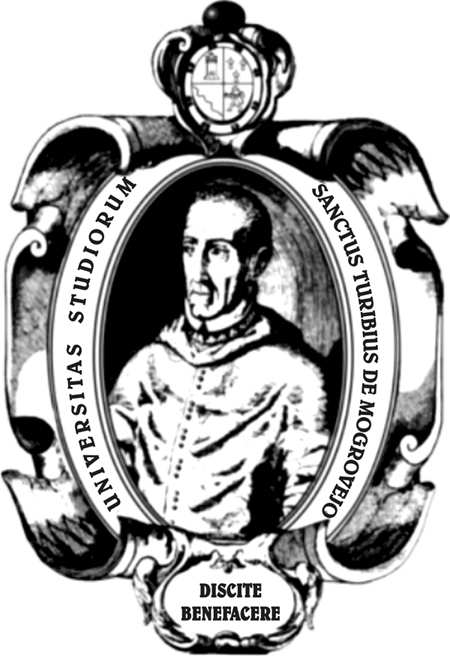 UNIVERSITAS STUDIORUM
SANCTUS TURIBIUS DE MOGROVEJO
DISCITE
BENEFACERE